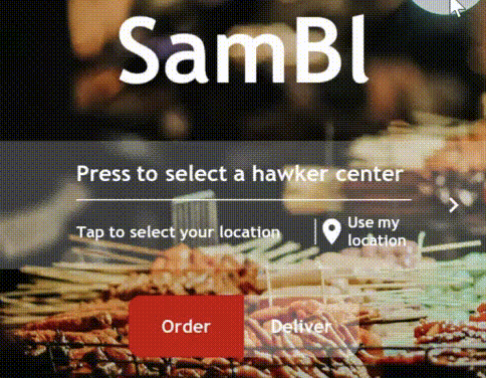 SamBl
Press to select a hawker center
Tap to select your location
Use my
location
Order
Deliver